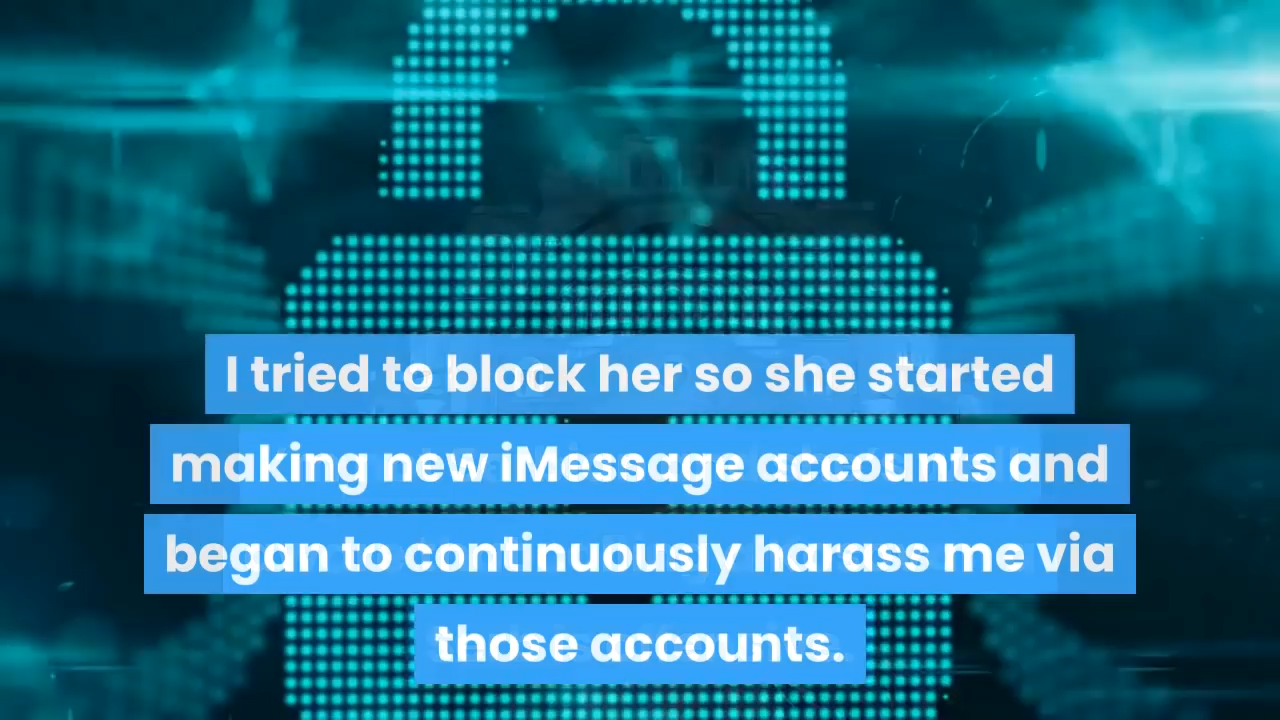 I tried to block her so she started
making new iMessage accounts and
began to continuously harass me via
those accounts.